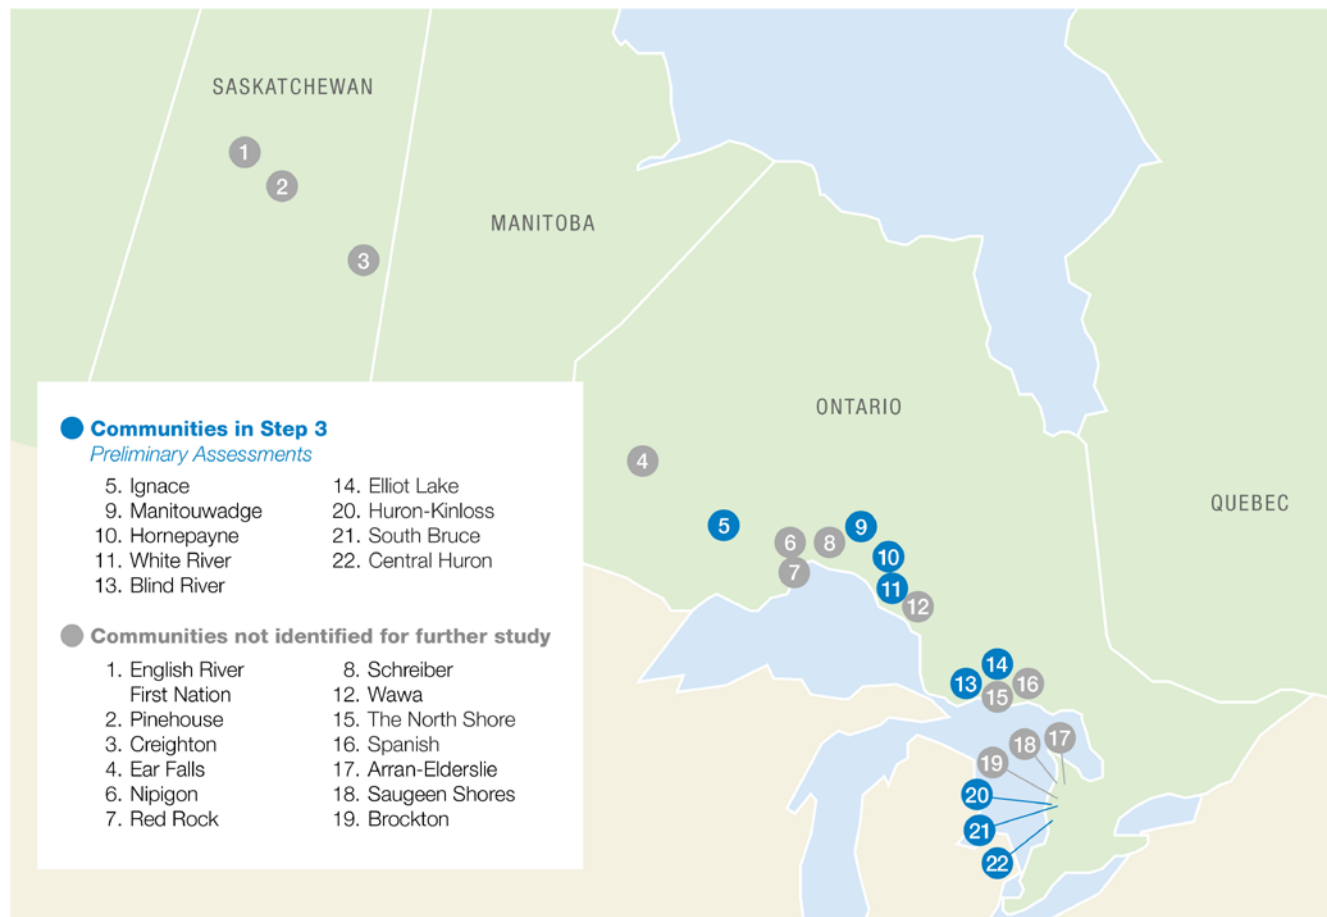 SASKATCHEWAN
1
2
MANITOBA
3
ONTARIO
Communities in Step 3
Preliminary Assessments
5. Ignace
9. Manitouwadge
10. Hornepayne
11. White River
13. Blind River
14. Elliot Lake
20. Huron-Kinloss
21. South Bruce
22. Central Huron
Communities not identified for further study
1. English River
First Nation
2. Pinehouse
3. Creighton
4. Ear Falls
6. Nipigon
7. Red Rock
8. Schreiber
12. Wawa
15. The North Shore
16. Spanish
17. Arran-Elderslie
18. Saugeen Shores
19. Brockton
4
QUEBEC
5
9
6
8
10
7
11
12
14
13
16
15
17
18
19
20
21
22